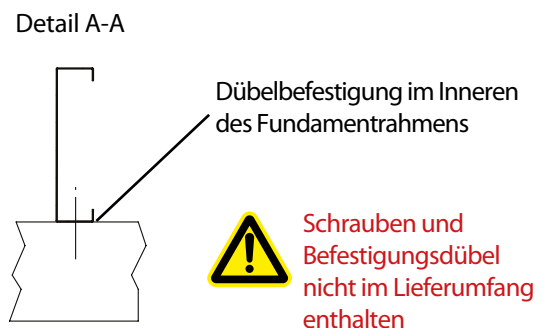 Detail A-A
Dübelbefestigung im Inneren
des Fundamentrahmens
Schrauben und
Befestigungsdübel
nicht im Lieferumfang
enthalten